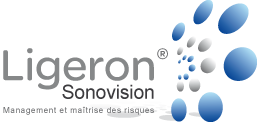 Ligeron®
Sonovision
Management et maîtrise des risques